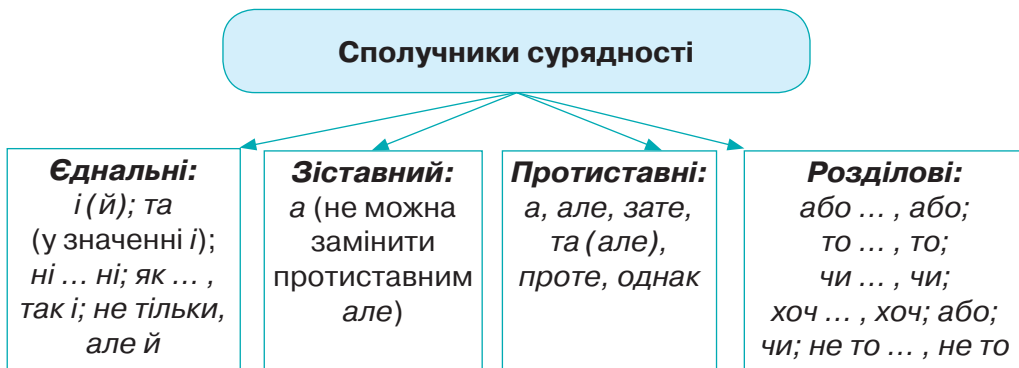 Сполучники сурядності
Єднальні:
і (й); та
(у значенні і);
ні ... ні; як ... ,
так і; не тільки,
але й
Зіставний:
а (не можна
замінити
протиставним
але)
Протиставні:
а, але, зате,
та (але),
проте, однак
Розділові:
або ... , або;
то ... , то;
чи ... , чи;
хоч ... , хоч; або;
чи; не то ... , не то